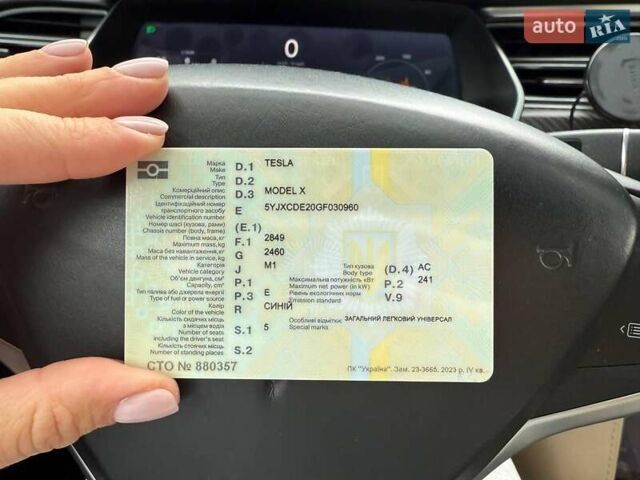 auto RIA
0
Марка D.1 TESLA
Make
Тип D.2
Type
Комерційний опис D.3 MODEL X
Commercial description
Ідентифікаційний номер
транспортного засобу E 5YJXCDE20GF030960
Vehicle identification number
Номер шасі (кузова, рами) (E.1)
Chassis number (body, frame)
Повна маса, кг F.1 2849
Maximum mass, kg
Маса без навантаження, кг G 2460
Mass of the vehicle in service, kg
Категорія J M1 Тип кузова (D.4) АС
Vehicle category Body type
Об'єм двигуна, см³ P.1 Максимальна потужність, кВт P.2 241
Capacity, cm³ Maximum net power (in kW)
Тип палива або джерела енергії P.3 E Рівень екологічних норм V.9
Type of fuel or power source Emission standard
Колір R СИНІЙ
Color of the vehicle
Кількість сидячих місць Особливі відмітки: ЗАГАЛЬНИЙ ЛЕГКОВИЙ УНІВЕРСАЛ
з місцем водія S.1 5 Special marks
Number of seats
including the driver's seat
Кількість стоячих місць S.2
Number of standing places
СТО № 880357 ПК "Україна". Зам. 23-3665. 2023 р. IV кв.